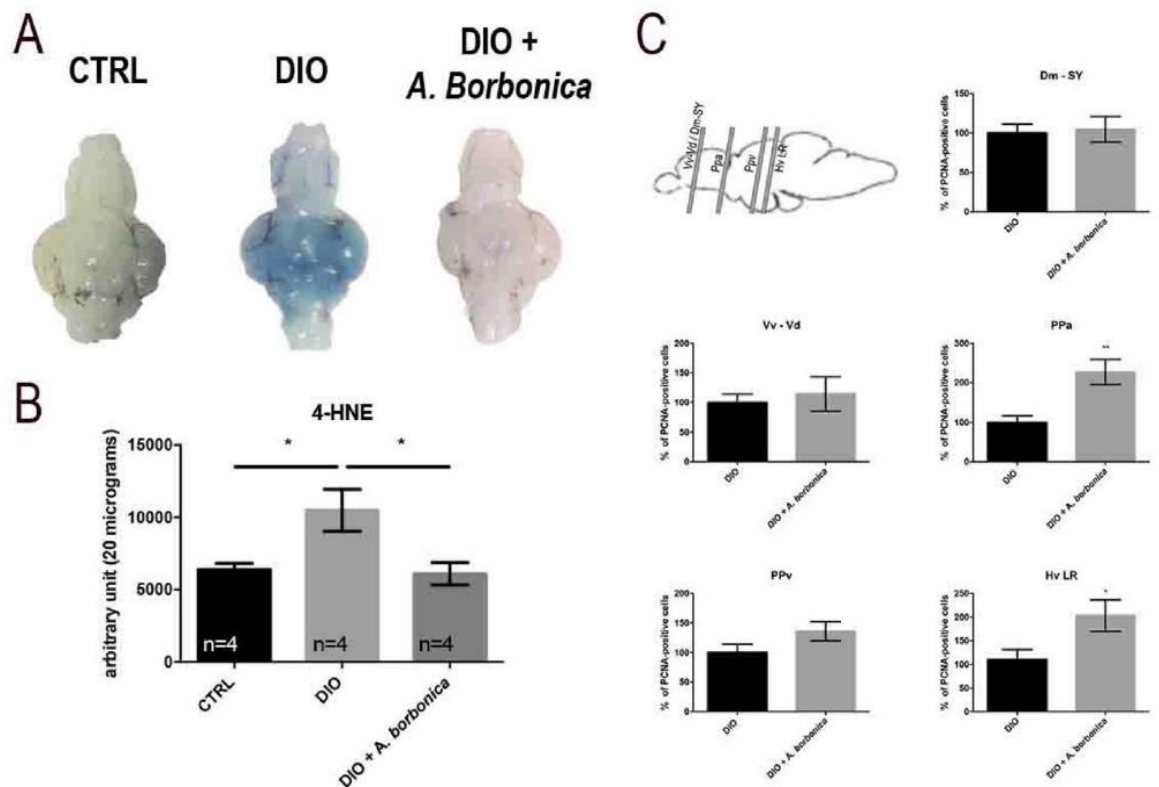 A
CTRL
DIO
DIO +
A. Borbonica
B
4-HNE
arbitrary unit (20 micrograms)
15000
10000
5000
0
*
*
n=4
n=4
n=4
CTRL
DIO
DIO + A. borbonica
C
Vv-Vd / Dm-SY
Ppa
Ppv
Hv LR
Dm - SY
% of PCNA-positive cells
150
100
50
0
DIO
DIO + A. borbonica
Vv - Vd
% of PCNA-positive cells
200
150
100
50
0
DIO
DIO + A. borbonica
PPa
% of PCNA-positive cells
300
200
100
0
**
DIO
DIO + A. borbonica
PPv
% of PCNA-positive cells
200
150
100
50
0
DIO
DIO + A. borbonica
Hv LR
% of PCNA-positive cells
250
200
150
100
50
0
*
DIO
DIO + A. borbonica